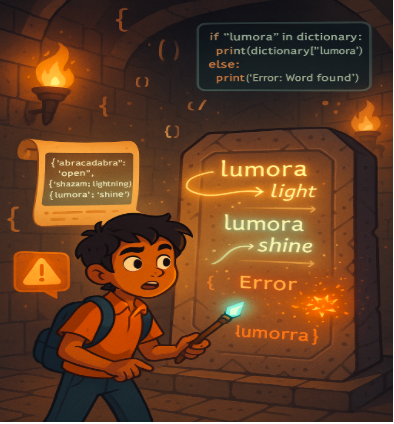 if "lumora" in dictionary:
print(dictionary["lumora')
else:
print('Error: Word found')
{'abracadabra":
'open",
{'shazam; lightning)
{lumora'; 'shine')
lumora
light
lumora
shine
{ Error
lumorra}